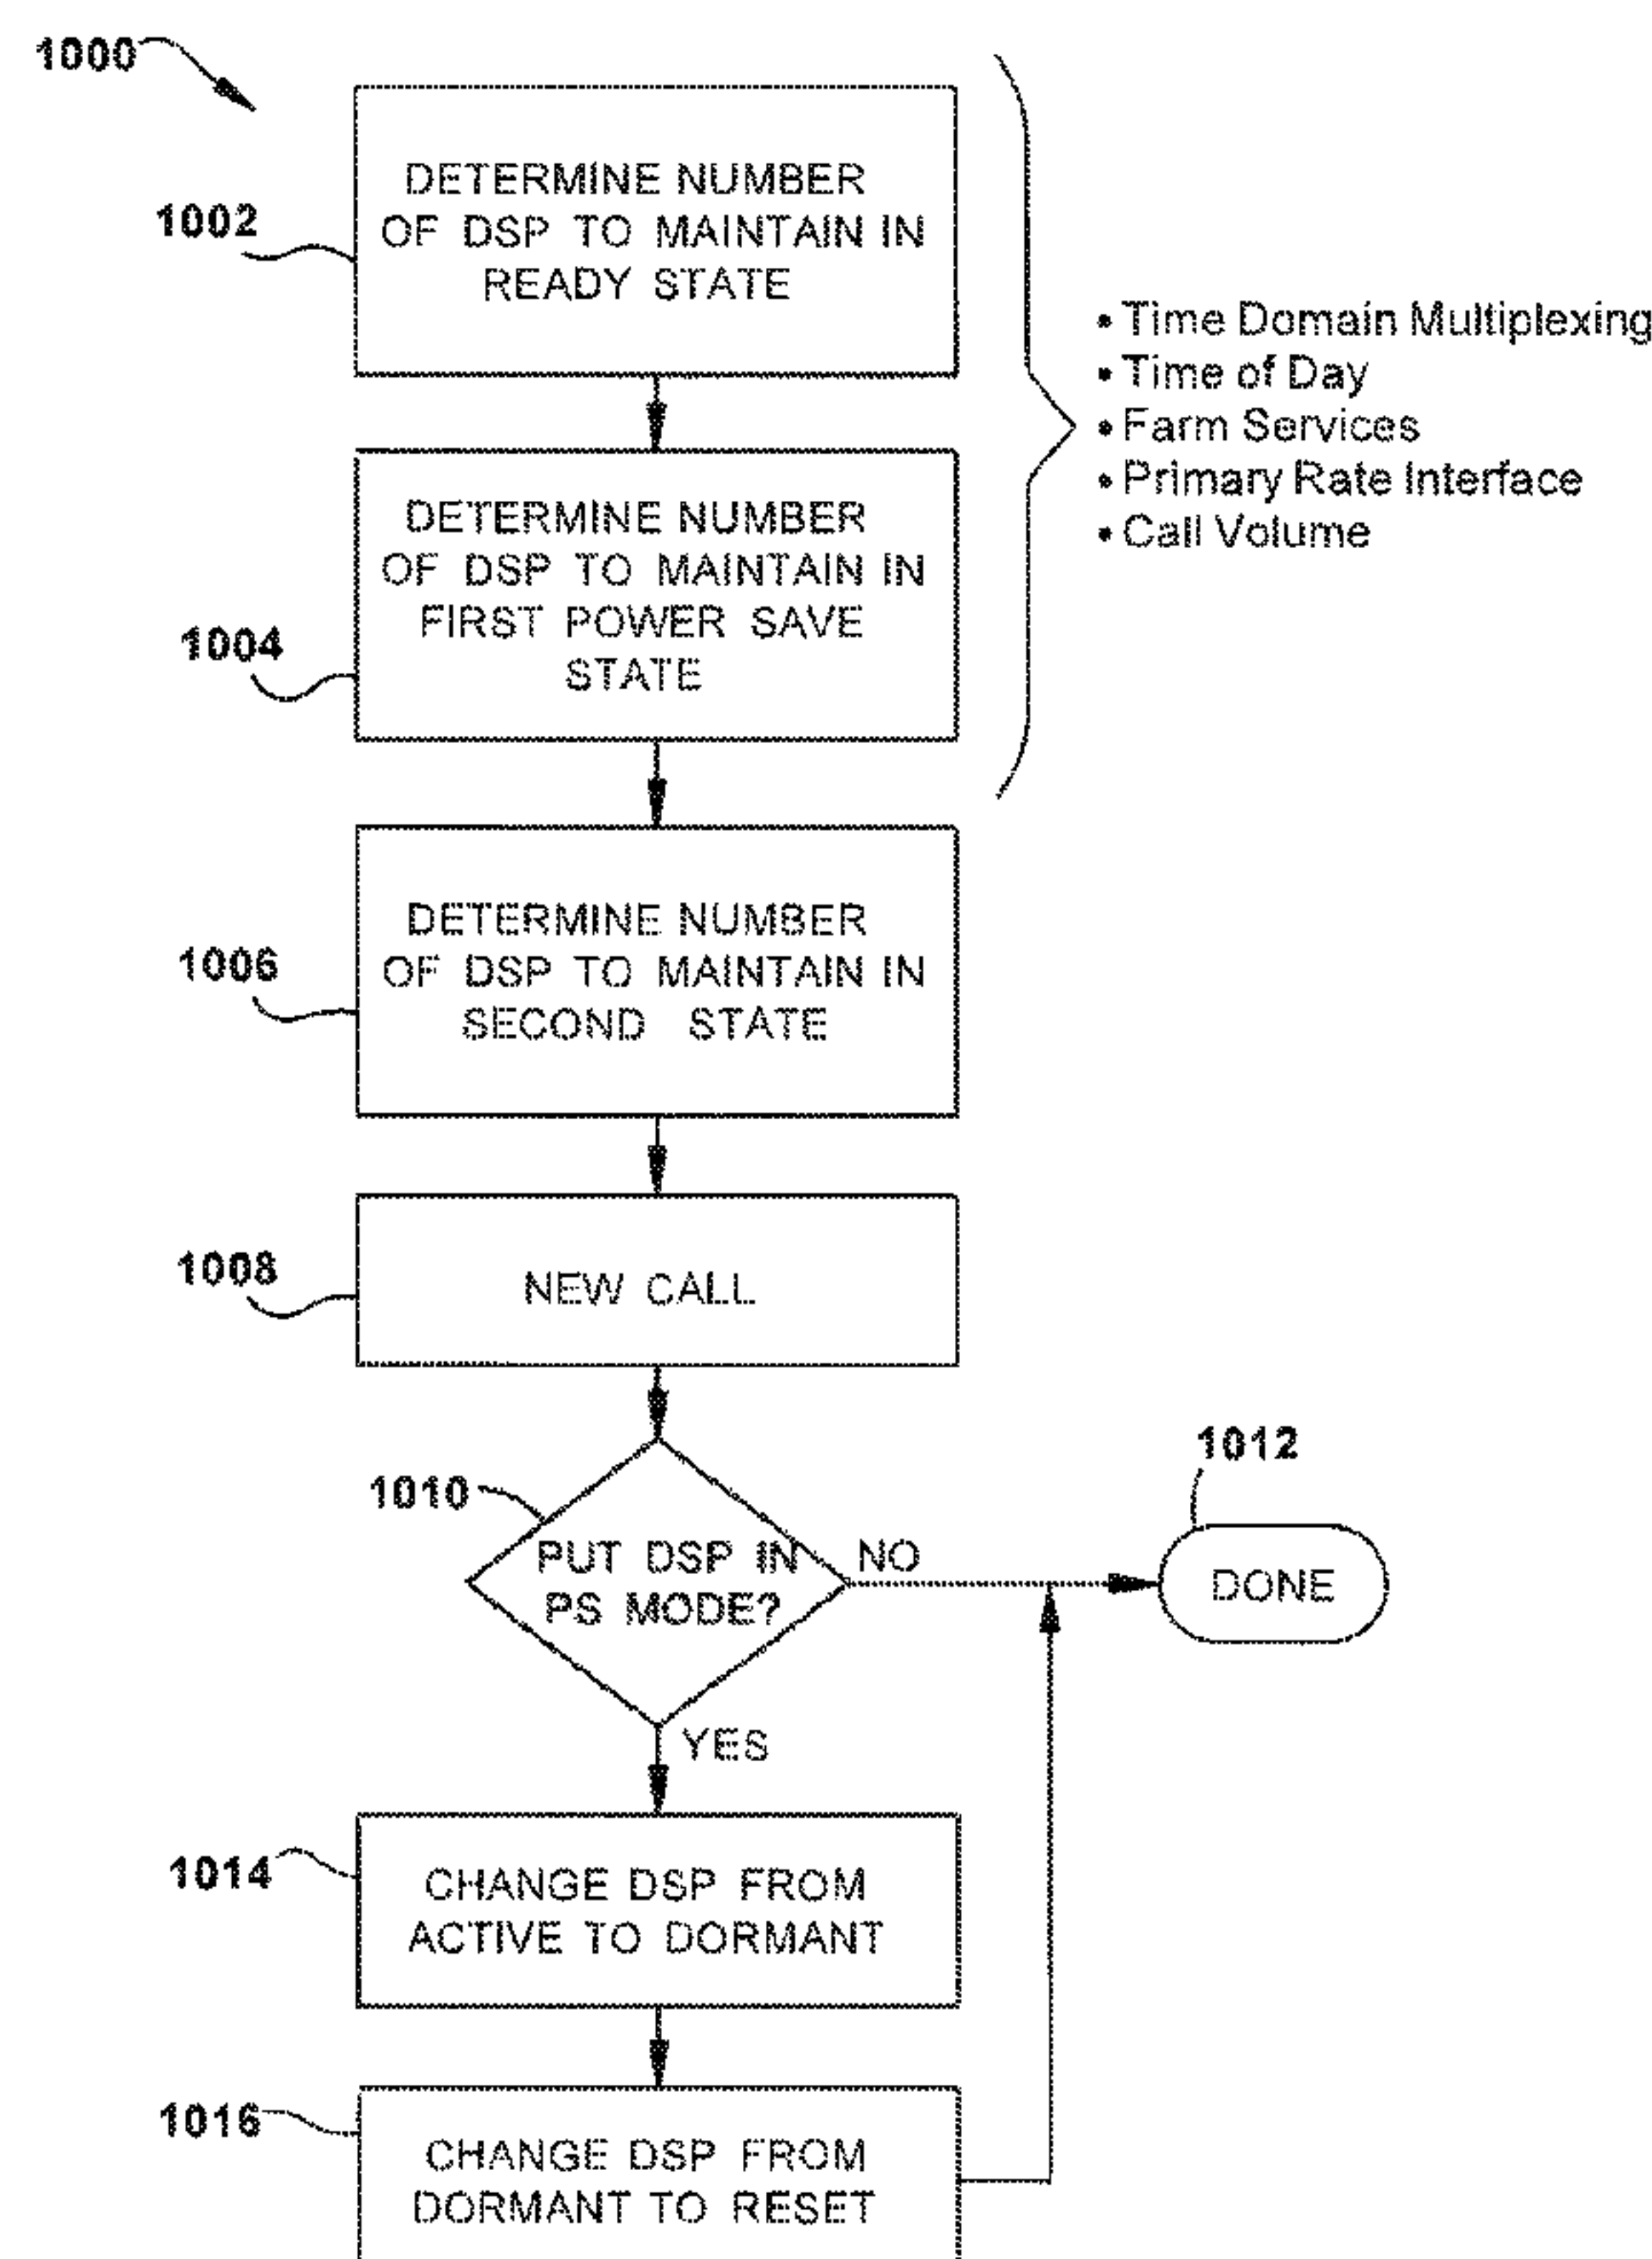 1000
DETERMINE NUMBER
OF DSP TO MAINTAIN IN
READY STATE
1002
• Time Domain Multiplexing
• Time of Day
• Farm Services
• Primary Rate Interface
• Call Volume
DETERMINE NUMBER
OF DSP TO MAINTAIN IN
FIRST POWER SAVE
STATE
1004
DETERMINE NUMBER
OF DSP TO MAINTAIN IN
SECOND STATE
1006
1008
NEW CALL
1010
PUT DSP IN
PS MODE?
NO
1012
DONE
YES
1014
CHANGE DSP FROM
ACTIVE TO DORMANT
1016
CHANGE DSP FROM
DORMANT TO RESET